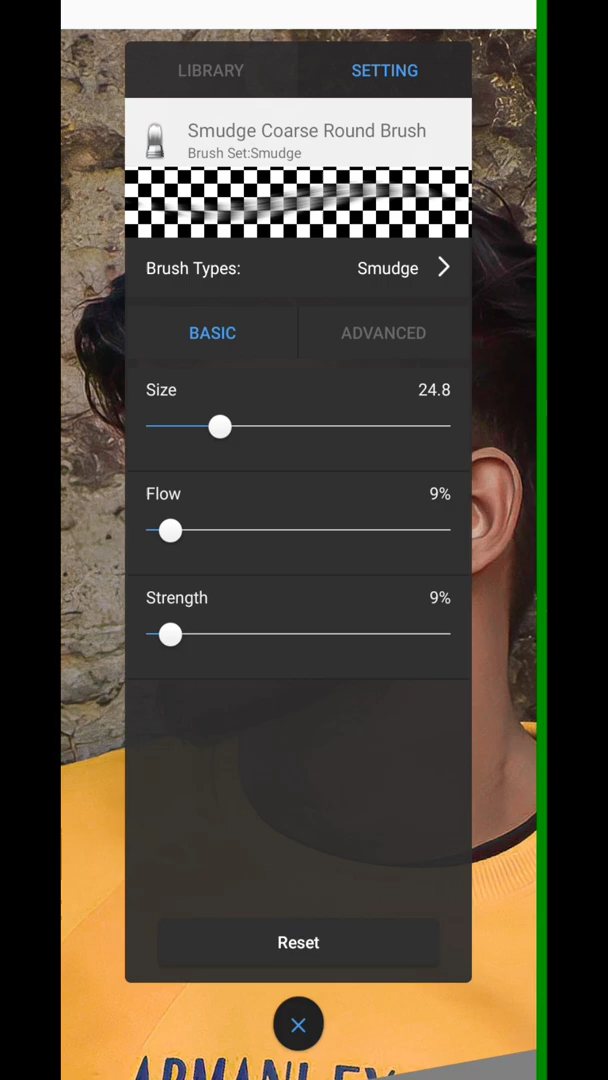 LIBRARY SETTING
Smudge Coarse Round Brush
Brush Set:Smudge
Brush Types: Smudge
BASIC ADVANCED
Size 24.8
Flow 9%
Strength 9%
Reset